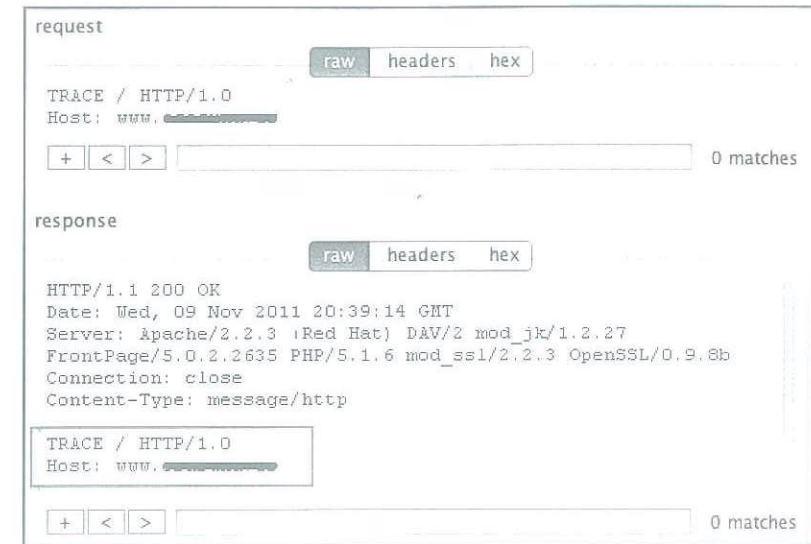 request
raw headers hex
TRACE / HTTP/1.0
Host: www.
+ < > 0 matches
response
raw headers hex
HTTP/1.1 200 OK
Date: Wed, 09 Nov 2011 20:39:14 GMT
Server: Apache/2.2.3 (Red Hat) DAV/2 mod_jk/1.2.27
FrontPage/5.0.2.2635 PHP/5.1.6 mod_ssl/2.2.3 OpenSSL/0.9.8b
Connection: close
Content-Type: message/http
TRACE / HTTP/1.0
Host: www.
+ < > 0 matches